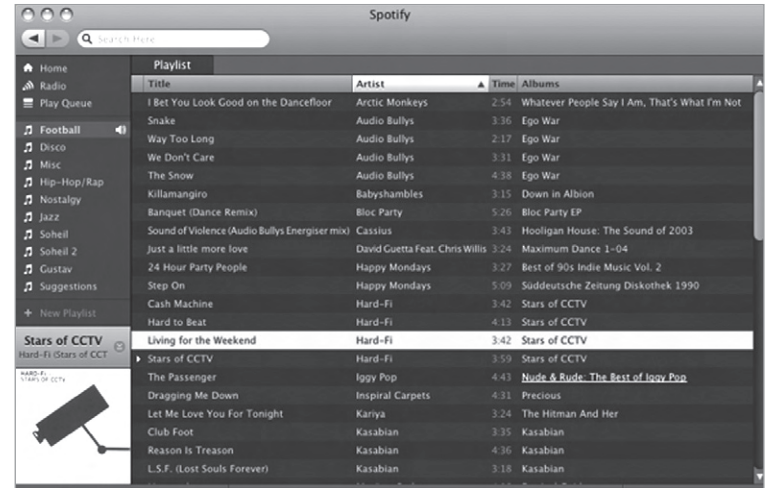 Spotify
Search Here
Home
Radio
Play Queue
Football
Disco
Misc
Hip-Hop/Rap
Nostalgy
Jazz
Soheil
Soheil 2
Gustav
Suggestions
+ New Playlist
Stars of CCTV
Hard-Fi (Stars of CCT
HARD-FI
STARS OF CCTV
Playlist
Title Artist Time Albums
I Bet You Look Good on the Dancefloor Arctic Monkeys 2:54 Whatever People Say I Am, That's What I'm Not
Snake Audio Bullys 3:36 Ego War
Way Too Long Audio Bullys 2:17 Ego War
We Don't Care Audio Bullys 3:31 Ego War
The Snow Audio Bullys 4:38 Ego War
Killamangiro Babyshambles 3:15 Down in Albion
Banquet (Dance Remix) Bloc Party 5:26 Bloc Party EP
Sound of Violence (Audio Bullys Energiser mix) Cassius 3:43 Hooligan House: The Sound of 2003
Just a little more love David Guetta Feat. Chris Willis 3:24 Maximum Dance 1-04
24 Hour Party People Happy Mondays 3:27 Best of 90s Indie Music Vol. 2
Step On Happy Mondays 5:09 Süddeutsche Zeitung Diskothek 1990
Cash Machine Hard-Fi 3:42 Stars of CCTV
Hard to Beat Hard-Fi 4:13 Stars of CCTV
Living for the Weekend Hard-Fi 3:42 Stars of CCTV
Stars of CCTV Hard-Fi 3:59 Stars of CCTV
The Passenger Iggy Pop 4:43 Nude & Rude: The Best of Iggy Pop
Dragging Me Down Inspiral Carpets 4:31 Precious
Let Me Love You For Tonight Kariya 3:24 The Hitman And Her
Club Foot Kasabian 3:35 Kasabian
Reason Is Treason Kasabian 4:36 Kasabian
L.S.F. (Lost Souls Forever) Kasabian 3:18 Kasabian